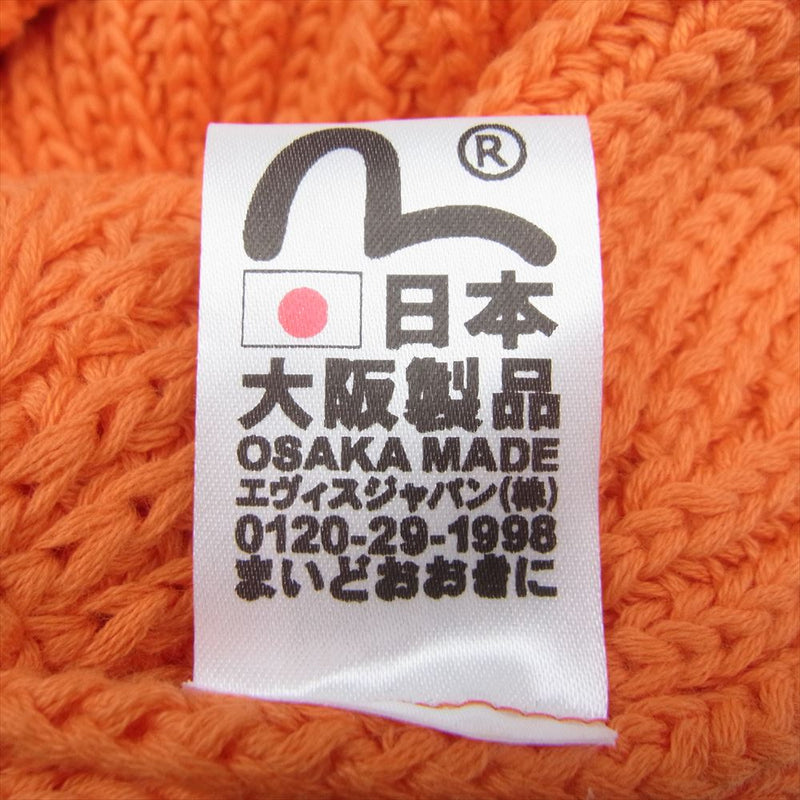 ®
日本
大阪製品
OSAKA MADE
エヴィスジャパン(株)
0120-29-1998
まいどおおきに